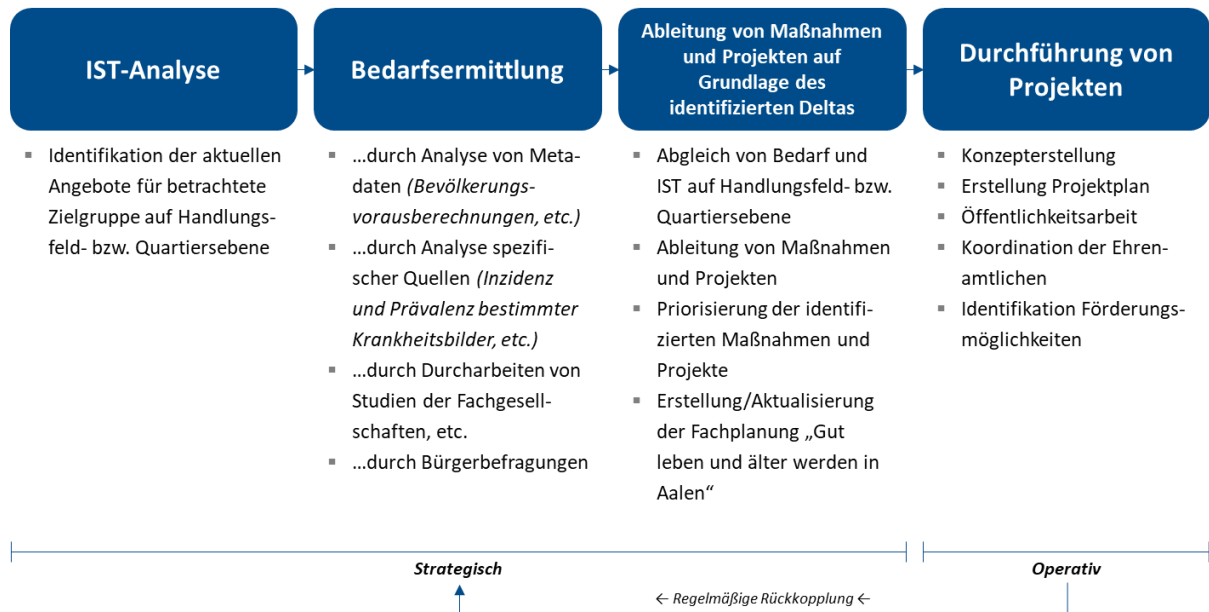 IST-Analyse
Bedarfsermittlung
Ableitung von Maßnahmen
und Projekten auf
Grundlage des
identifizierten Deltas
Durchführung von
Projekten
▪ Identifikation der aktuellen
Angebote für betrachtete
Zielgruppe auf Handlungs-
feld- bzw. Quartiersebene
▪ …durch Analyse von Meta-
daten (Bevölkerungs-
vorausberechnungen, etc.)
▪ …durch Analyse spezifi-
scher Quellen (Inzidenz
und Prävalenz bestimmter
Krankheitsbilder, etc.)
▪ …durch Durcharbeiten von
Studien der Fachgesell-
schaften, etc.
▪ …durch Bürgerbefragungen
▪ Abgleich von Bedarf und
IST auf Handlungsfeld- bzw.
Quartiersebene
▪ Ableitung von Maßnahmen
und Projekten
▪ Priorisierung der identifi-
zierten Maßnahmen und
Projekte
▪ Erstellung/Aktualisierung
der Fachplanung „Gut
leben und älter werden in
Aalen“
▪ Konzepterstellung
▪ Erstellung Projektplan
▪ Öffentlichkeitsarbeit
▪ Koordination der Ehren-
amtlichen
▪ Identifikation Förderungs-
möglichkeiten
Strategisch
Operativ
← Regelmäßige Rückkopplung ←